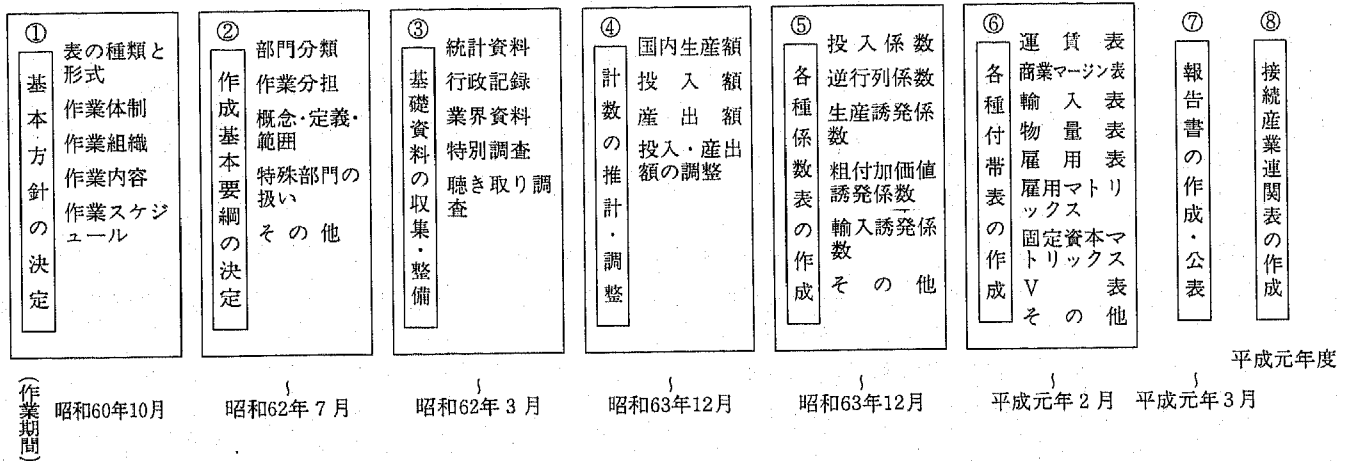 ①
基本方針の決定
表の種類と
形式
作業体制
作業組織
作業内容
作業スケジ
ュール
②
作成基本要綱の決定
部門分類
作業分担
概念・定義・
範囲
特殊部門の
扱い
その他
③
基礎資料の収集・整備
統計資料
行政記録
業界資料
特別調査
聴き取り調
査
④
計数の推計・調整
国内生産額
投入額
産出額
投入・産出
額の調整
⑤
各種係数表の作成
投入係数
逆行列係数
生産誘発係
数
粗付加価値
誘発係数
輸入誘発係
数
その他
⑥
各種付帯表の作成
運賃表
商業マージン表
輸入表
物量表
雇用表
雇用マトリ
ックス
固定資本マ
トリックス
V表
その他
⑦
報告書の作成・公表
⑧
接続産業連関表の作成
(作業期間)
昭和60年10月
~
昭和62年7月
~
昭和62年3月
~
昭和63年12月
~
昭和63年12月
~
平成元年2月
~
平成元年3月
平成元年度